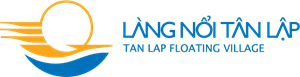 LÀNG NỔI TÂN LẬP
TAN LAP FLOATING VILLAGE